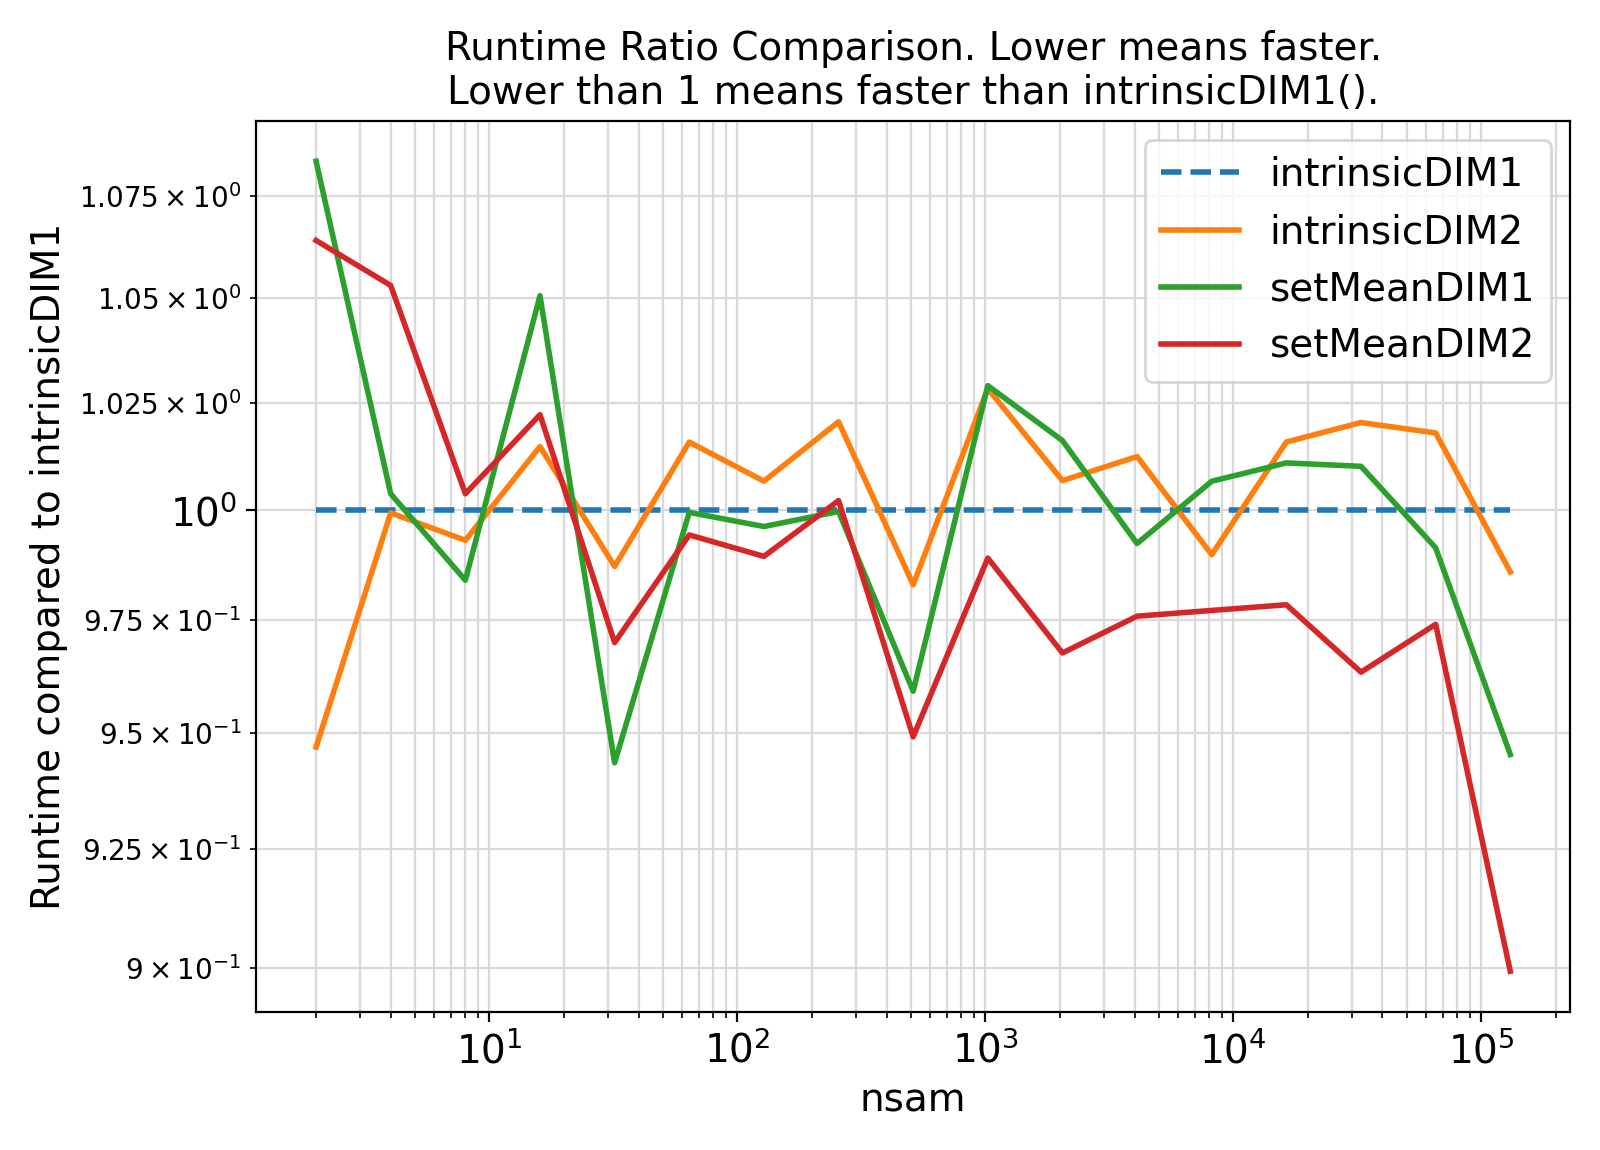 Runtime Ratio Comparison. Lower means faster.
Lower than 1 means faster than intrinsicDIM1().
Runtime compared to intrinsicDIM1
1.075 × 10⁰
1.05 × 10⁰
1.025 × 10⁰
10⁰
9.75 × 10⁻¹
9.5 × 10⁻¹
9.25 × 10⁻¹
9 × 10⁻¹
intrinsicDIM1
intrinsicDIM2
setMeanDIM1
setMeanDIM2
10¹ 10² 10³ 10⁴ 10⁵
nsam